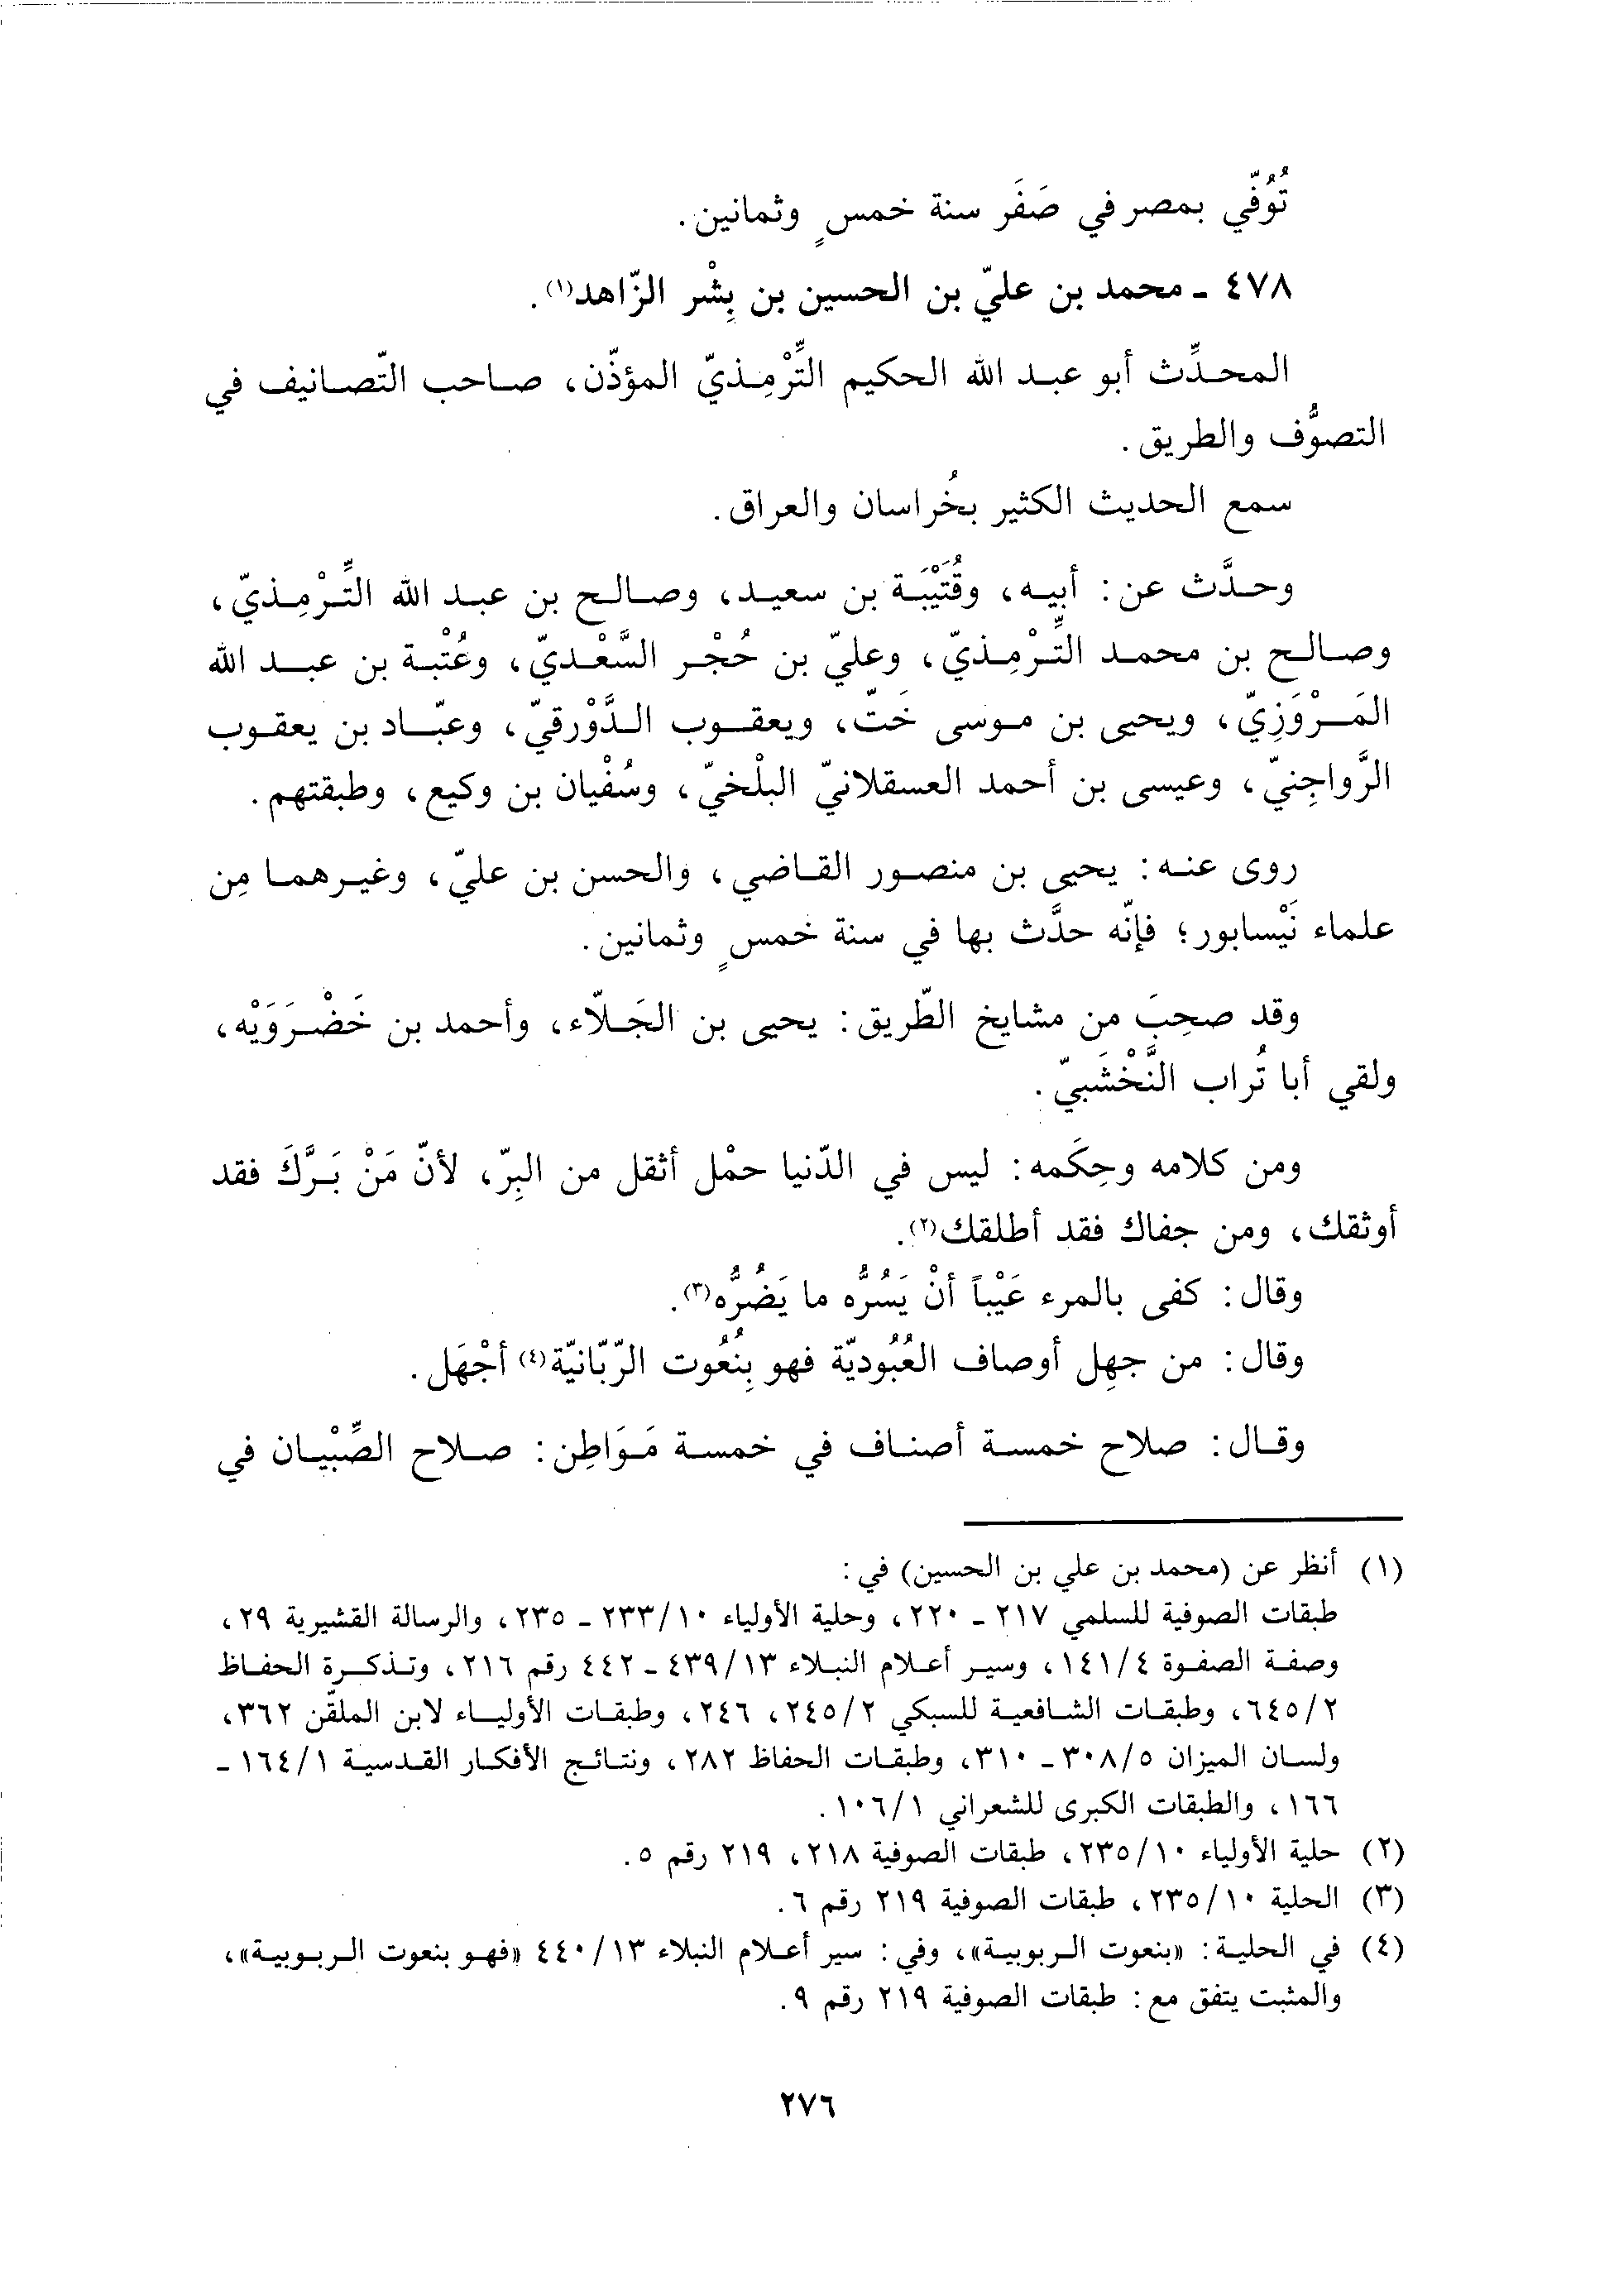 تُوُفّي بمصر في صَفَر سنة خمسٍ وثمانين.
٤٧٨ - محمد بن عليّ بن الحسين بن بِشْر الزّاهد(١).
المحدِّث أبو عبد الله الحكيم التِّرْمِذيّ المؤذّن، صاحب التّصانيف في
التصوُّف والطريق.
سمع الحديث الكثير بخُراسان والعراق.
وحدَّث عن: أبيه، وقُتَيْبَة بن سعيد، وصالح بن عبد الله التِّرْمِذيّ،
وصالح بن محمد التِّرْمِذيّ، وعليّ بن حُجْر السَّعْديّ، وعُتْبة بن عبد الله
المَرْوَزِيّ، ويحيى بن موسى خَتّ، ويعقوب الدَّوْرقيّ، وعبّاد بن يعقوب
الرَّواجِنيّ، وعيسى بن أحمد العسقلانيّ البلْخيّ، وسُفْيان بن وكيع، وطبقتهم.
روى عنه: يحيى بن منصور القاضي، والحسن بن عليّ، وغيرهما مِن
علماء نَيْسابور؛ فإنّه حدَّث بها في سنة خمسٍ وثمانين.
وقد صحِبَ من مشايخ الطّريق: يحيى بن الجَلّاء، وأحمد بن خَضْرَوَيْه،
ولقي أبا تُراب النَّخْشَبيّ.
ومن كلامه وحِكَمه: ليس في الدّنيا حمْل أثقل من البِرّ، لأنّ مَنْ بَرَّكَ فقد
أوثقك، ومن جفاك فقد أطلقك(٢).
وقال: كفى بالمرء عَيْباً أنْ يَسُرُّه ما يَضُرُّه(٣).
وقال: من جهِل أوصاف العُبُوديّة فهو بِنُعُوت الرّبّانيّة(٤) أجْهَل.
وقال: صلاح خمسة أصناف في خمسة مَوَاطِن: صلاح الصِّبْيان في
(١) أنظر عن (محمد بن علي بن الحسين) في:
طبقات الصوفية للسلمي ٢١٧ - ٢٢٠، وحلية الأولياء ١٠/٢٣٣ - ٢٣٥، والرسالة القشيرية ٢٩،
وصفة الصفوة ٤/١٤١، وسير أعلام النبلاء ١٣/٤٣٩ - ٤٤٢ رقم ٢١٦، وتذكرة الحفاظ
٢/٦٤٥، وطبقات الشافعية للسبكي ٢/٢٤٥، ٢٤٦، وطبقات الأولياء لابن الملقّن ٣٦٢،
ولسان الميزان ٥/٣٠٨ - ٣١٠، وطبقات الحفاظ ٢٨٢، ونتائج الأفكار القدسية ١/١٦٤ -
١٦٦، والطبقات الكبرى للشعراني ١/١٠٦.
(٢) حلية الأولياء ١٠/٢٣٥، طبقات الصوفية ٢١٨، ٢١٩ رقم ٥.
(٣) الحلية ١٠/٢٣٥، طبقات الصوفية ٢١٩ رقم ٦.
(٤) في الحلية: «بنعوت الربوبية»، وفي: سير أعلام النبلاء ١٣/٤٤٠ «فهو بنعوت الربوبية»،
والمثبت يتفق مع: طبقات الصوفية ٢١٩ رقم ٩.
٢٧٦